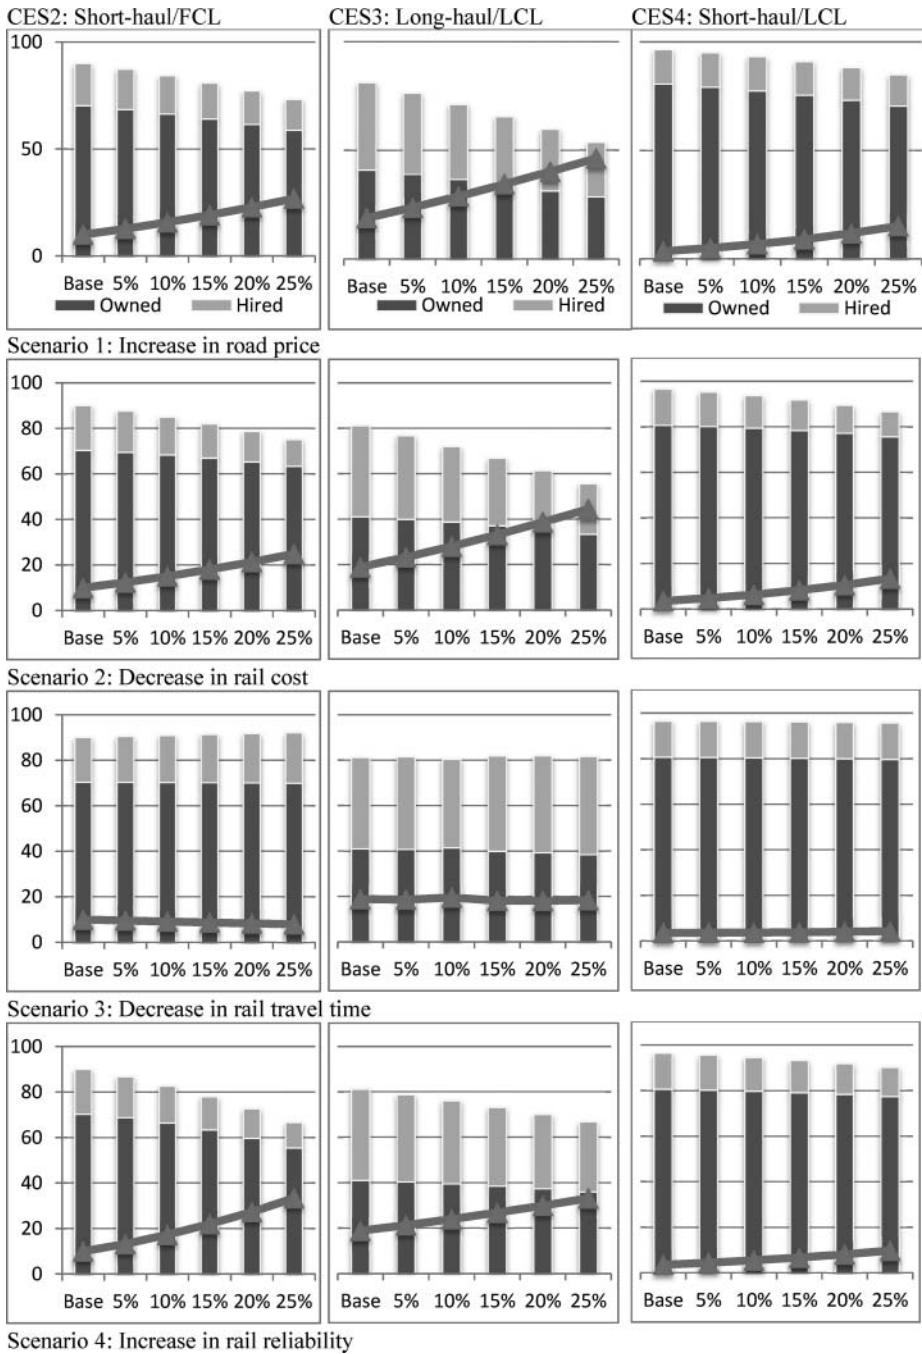 CES2: Short-haul/FCL CES3: Long-haul/LCL CES4: Short-haul/LCL
100
50
0
Base 5% 10% 15% 20% 25% Base 5% 10% 15% 20% 25% Base 5% 10% 15% 20% 25%
Owned Hired Owned Hired Owned Hired
Scenario 1: Increase in road price
100
80
60
40
20
0
Base 5% 10% 15% 20% 25% Base 5% 10% 15% 20% 25% Base 5% 10% 15% 20% 25%
Scenario 2: Decrease in rail cost
100
80
60
40
20
0
Base 5% 10% 15% 20% 25% Base 5% 10% 15% 20% 25% Base 5% 10% 15% 20% 25%
Scenario 3: Decrease in rail travel time
100
80
60
40
20
0
Base 5% 10% 15% 20% 25% Base 5% 10% 15% 20% 25% Base 5% 10% 15% 20% 25%
Scenario 4: Increase in rail reliability